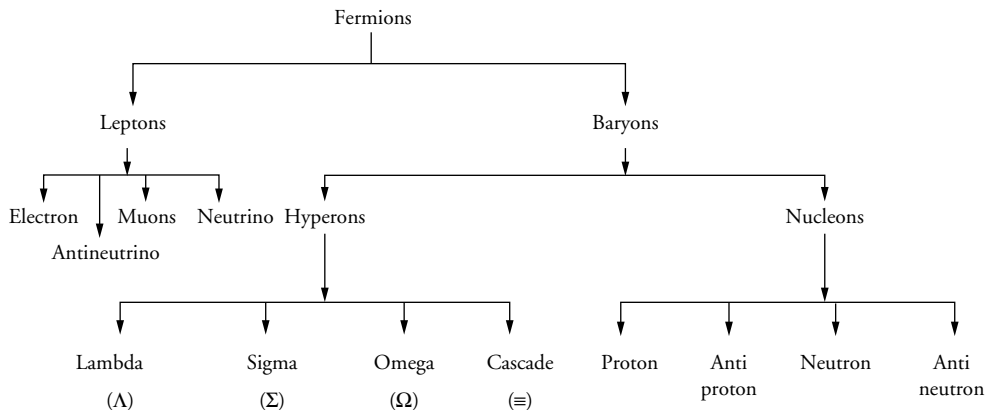 Fermions
Leptons
Baryons
Electron
Muons
Neutrino
Hyperons
Nucleons
Antineutrino
Lambda
Sigma
Omega
Cascade
Proton
Anti
proton
Neutron
Anti
neutron
(Λ)
(Σ)
(Ω)
(≡)